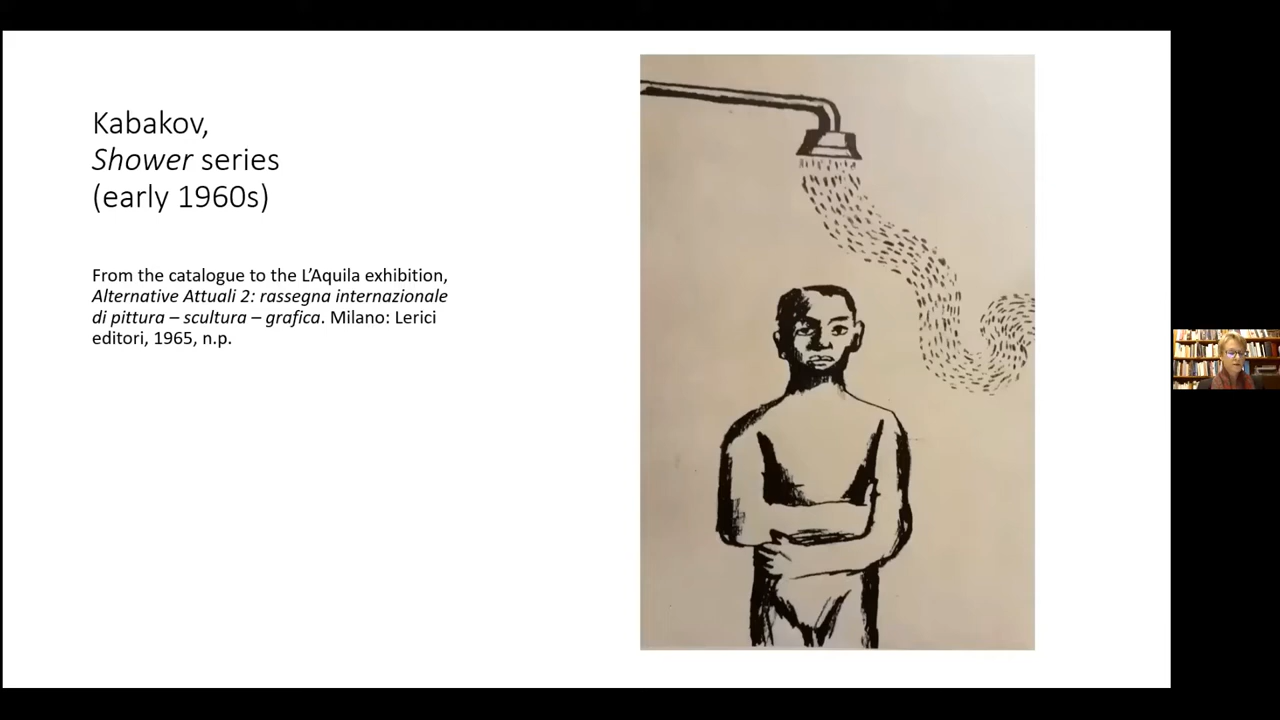 Kabakov,
Shower series
(early 1960s)
From the catalogue to the L’Aquila exhibition,
Alternative Attuali 2: rassegna internazionale
di pittura – scultura – grafica. Milano: Lerici
editori, 1965, n.p.